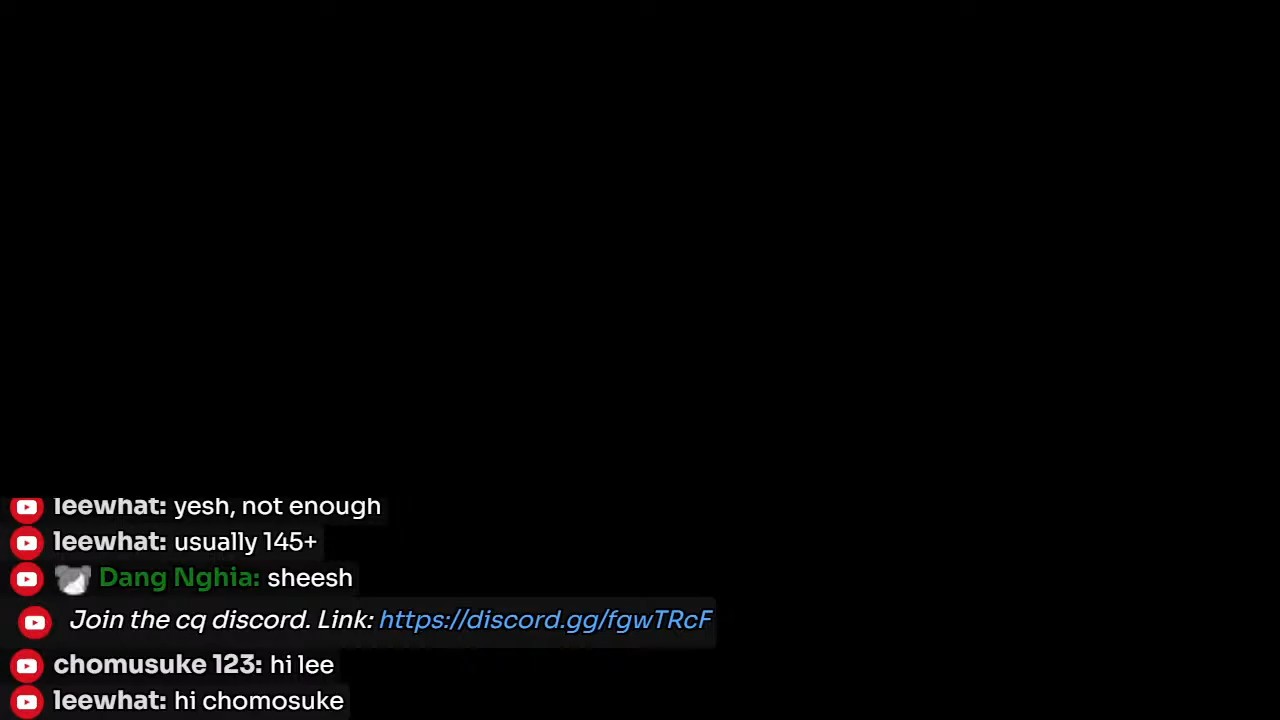 leewhat: yesh, not enough
leewhat: usually 145+
Dang Nghia: sheesh
Join the cq discord. Link: https://discord.gg/fgwTRcF
chomusuke 123: hi lee
leewhat: hi chomosuke